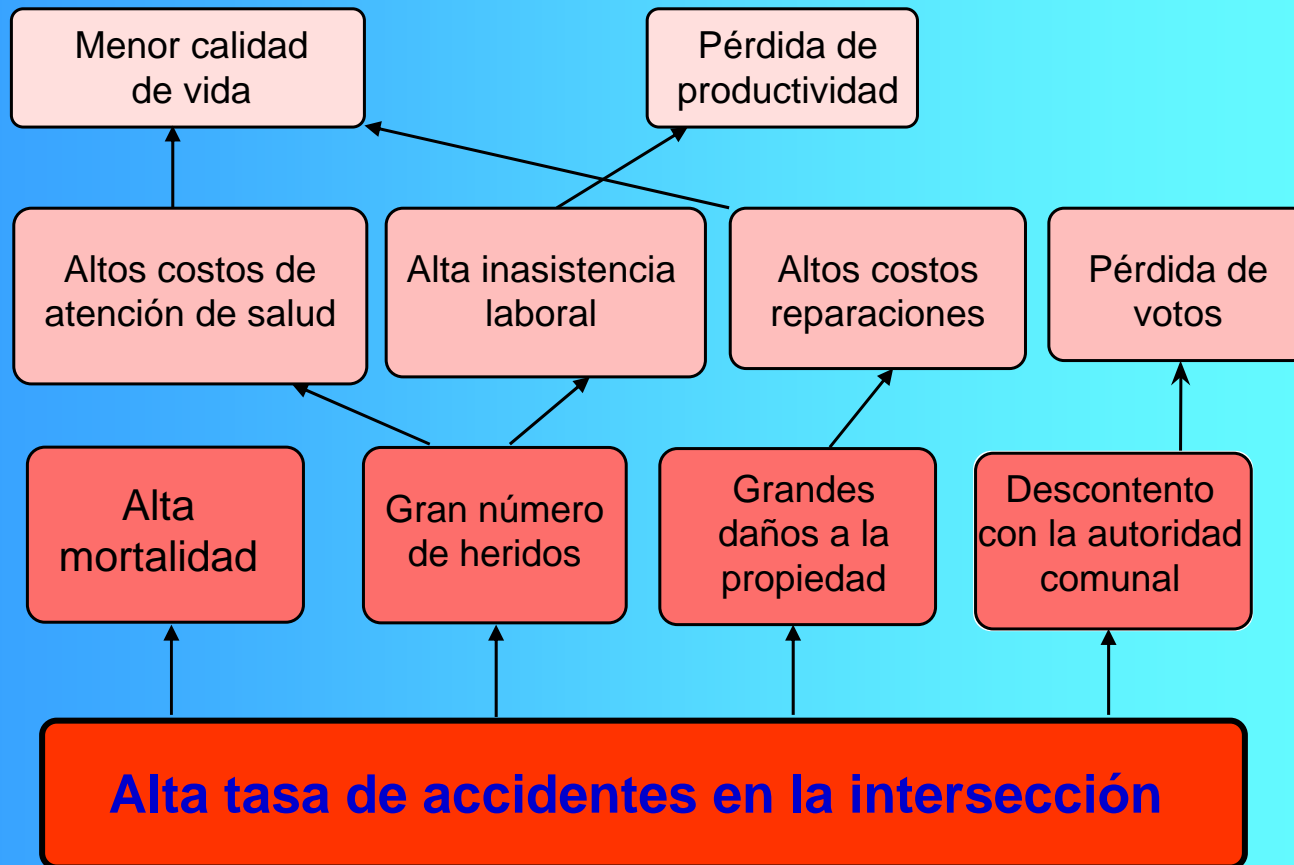 Menor calidad
de vida
Pérdida de
productividad
Altos costos de
atención de salud
Alta inasistencia
laboral
Altos costos
reparaciones
Pérdida de
votos
Alta
mortalidad
Gran número
de heridos
Grandes
daños a la
propiedad
Descontento
con la autoridad
comunal
Alta tasa de accidentes en la intersección